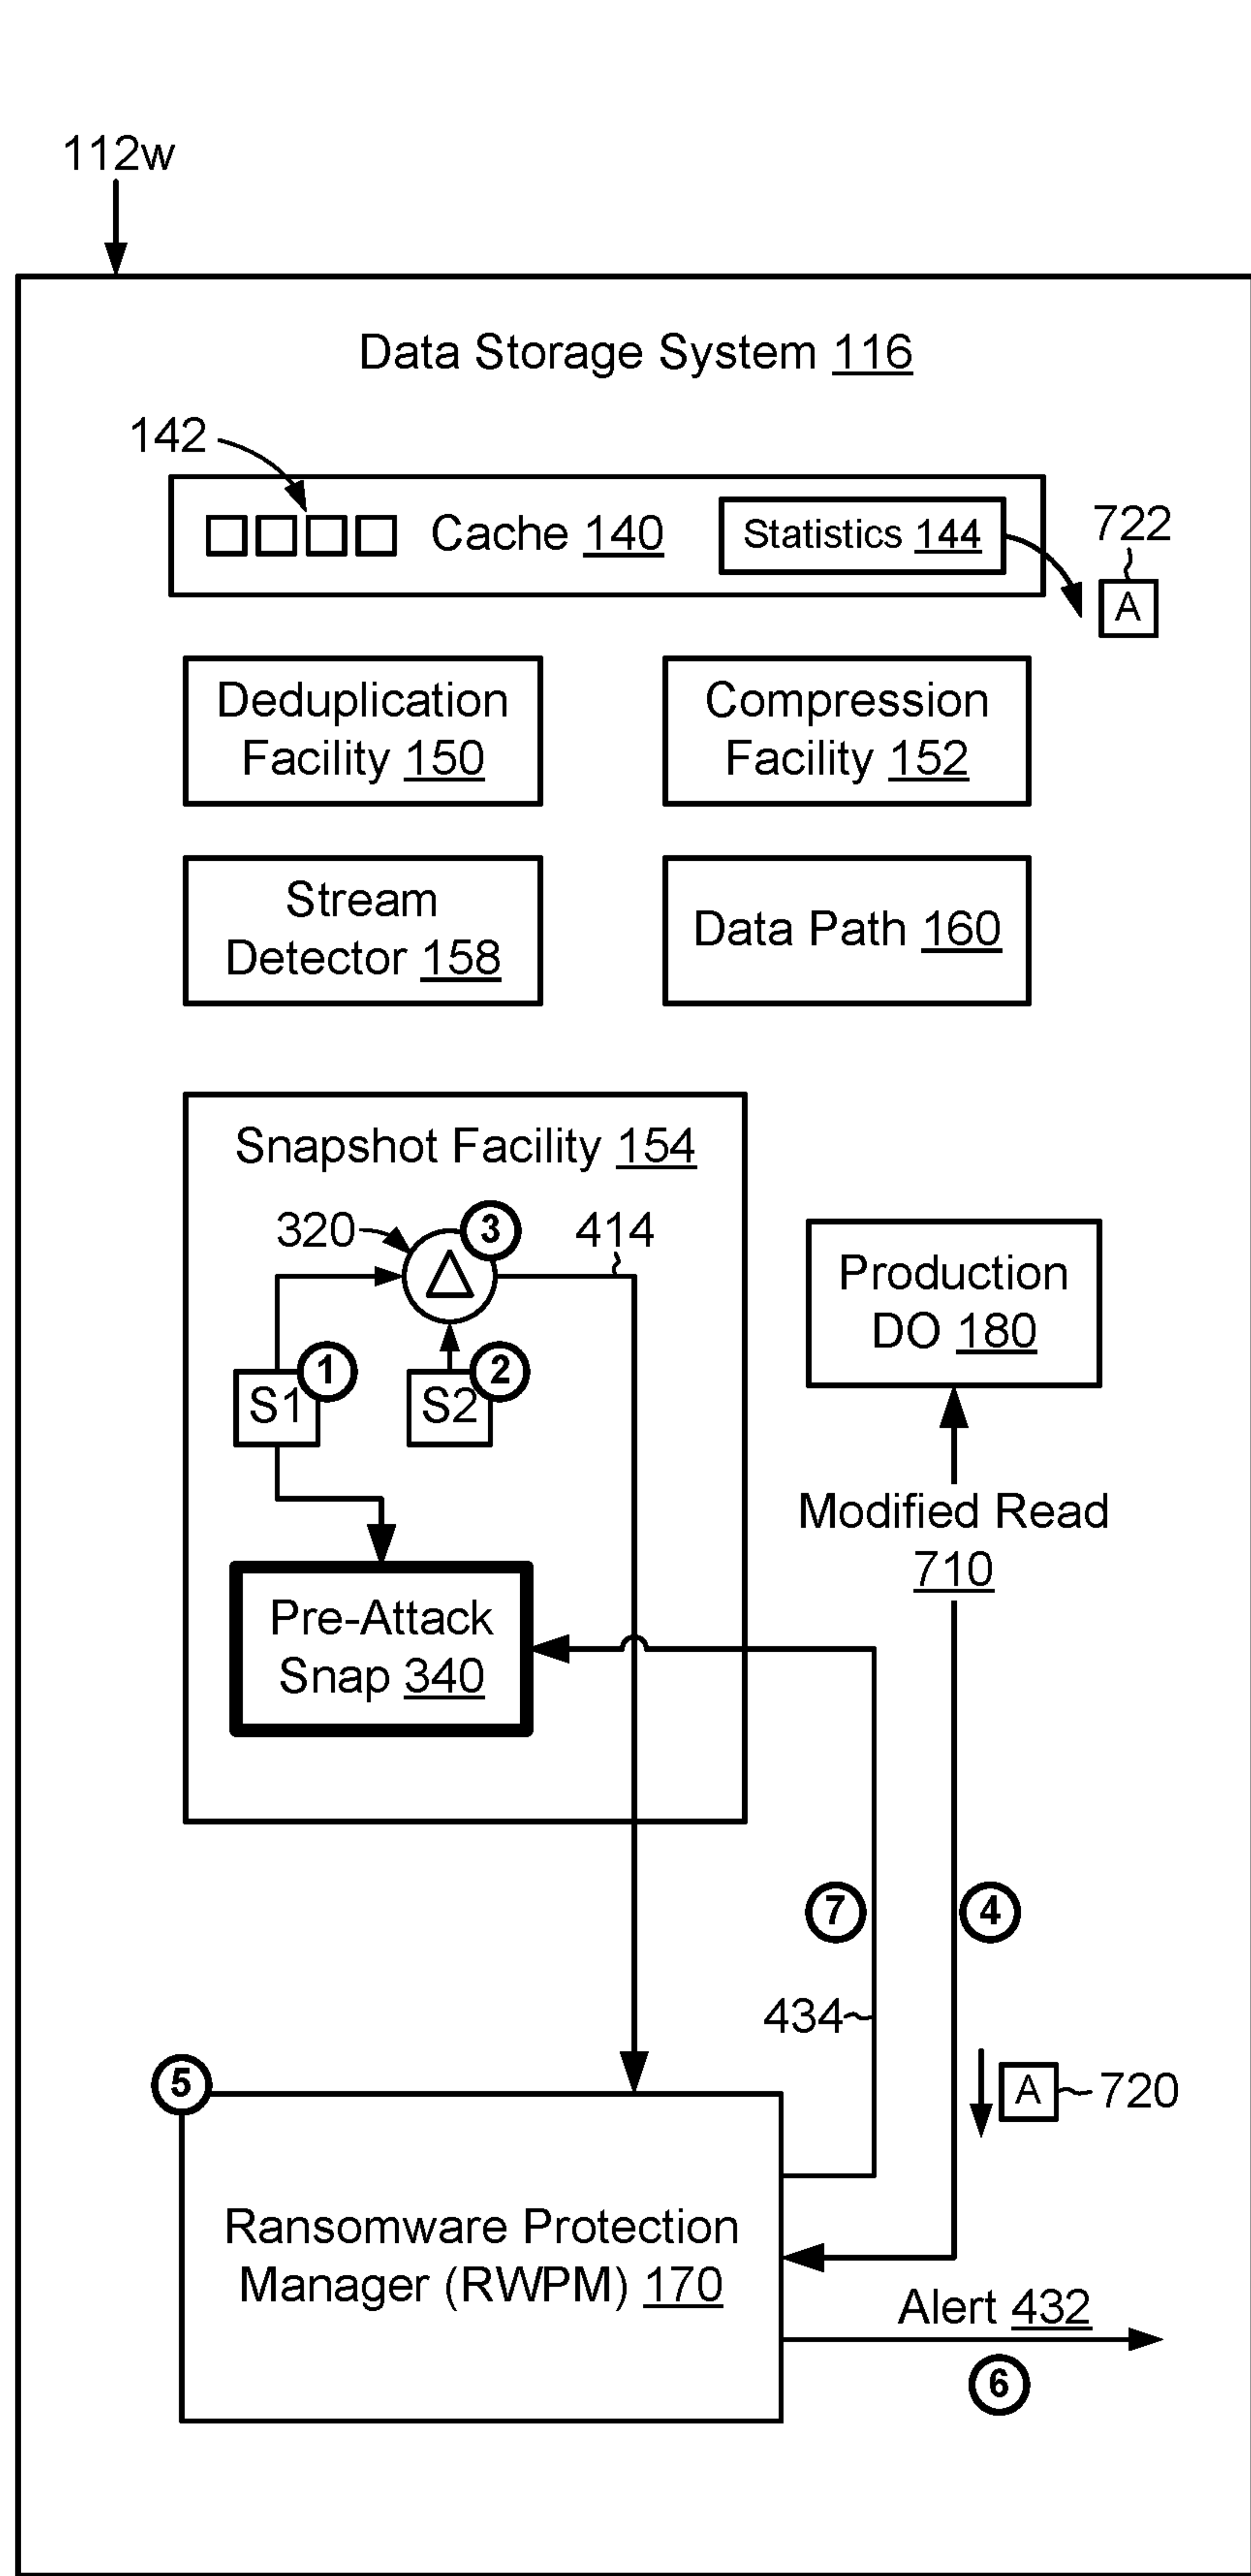 112w
Data Storage System 116
142
Cache 140
Statistics 144
722
A
Deduplication
Facility 150
Compression
Facility 152
Stream
Detector 158
Data Path 160
Snapshot Facility 154
320
3
414
S1
1
S2
2
Production
DO 180
Modified Read
710
Pre-Attack
Snap 340
7
4
434
5
A
720
Ransomware Protection
Manager (RWPM) 170
Alert 432
6